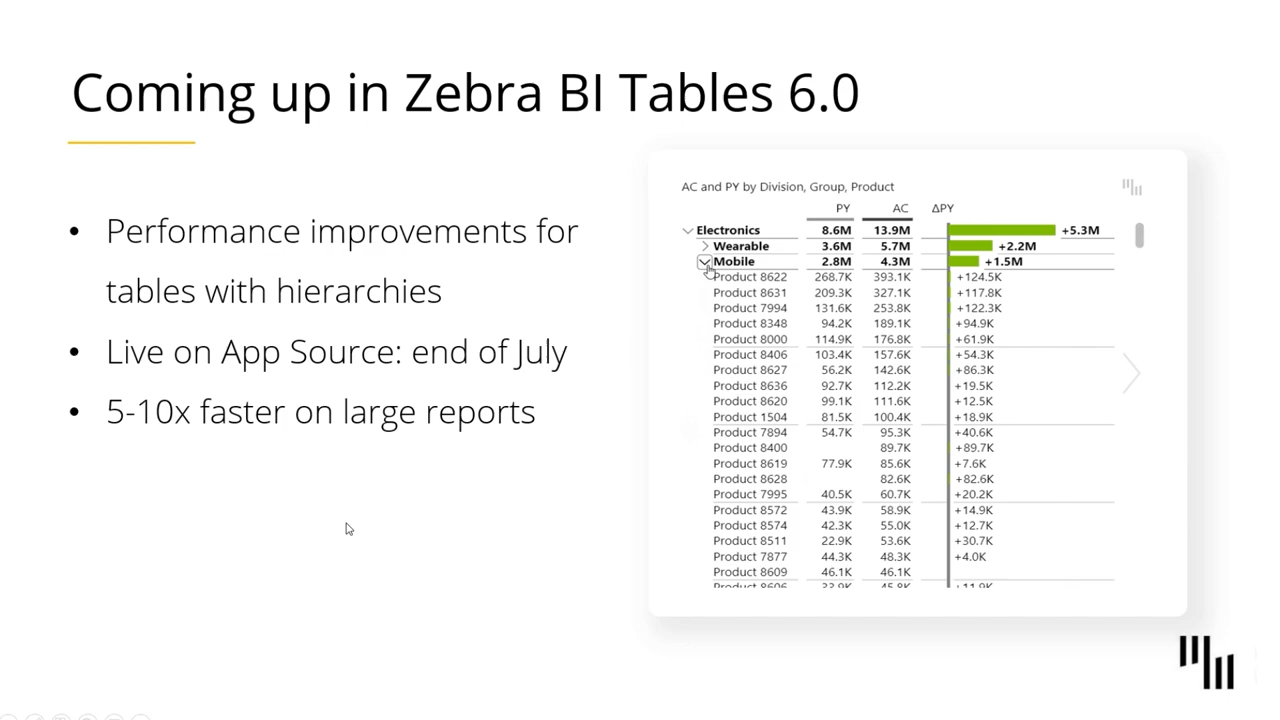 Coming up in Zebra BI Tables 6.0
• Performance improvements for
tables with hierarchies
• Live on App Source: end of July
• 5-10x faster on large reports
AC and PY by Division, Group, Product
PY AC ΔPY
Electronics 8.6M 13.9M +5.3M
Wearable 3.6M 5.7M +2.2M
Mobile 2.8M 4.3M +1.5M
Product 8622 268.7K 393.1K +124.5K
Product 8631 209.3K 327.1K +117.8K
Product 7994 131.6K 253.8K +122.3K
Product 8348 94.2K 189.1K +94.9K
Product 8000 114.9K 176.8K +61.9K
Product 8406 103.4K 157.6K +54.3K
Product 8627 56.2K 142.6K +86.3K
Product 8636 92.7K 112.2K +19.5K
Product 8620 99.1K 111.6K +12.5K
Product 1504 81.5K 100.4K +18.9K
Product 7894 54.7K 95.3K +40.6K
Product 8400 89.7K +89.7K
Product 8619 77.9K 85.6K +7.6K
Product 8628 82.6K +82.6K
Product 7995 40.5K 60.7K +20.2K
Product 8572 43.9K 58.9K +14.9K
Product 8574 42.3K 55.0K +12.7K
Product 8511 22.9K 53.6K +30.7K
Product 7877 44.3K 48.3K +4.0K
Product 8609 46.1K 46.1K
Product 8606 33.9K 45.8K +11.9K